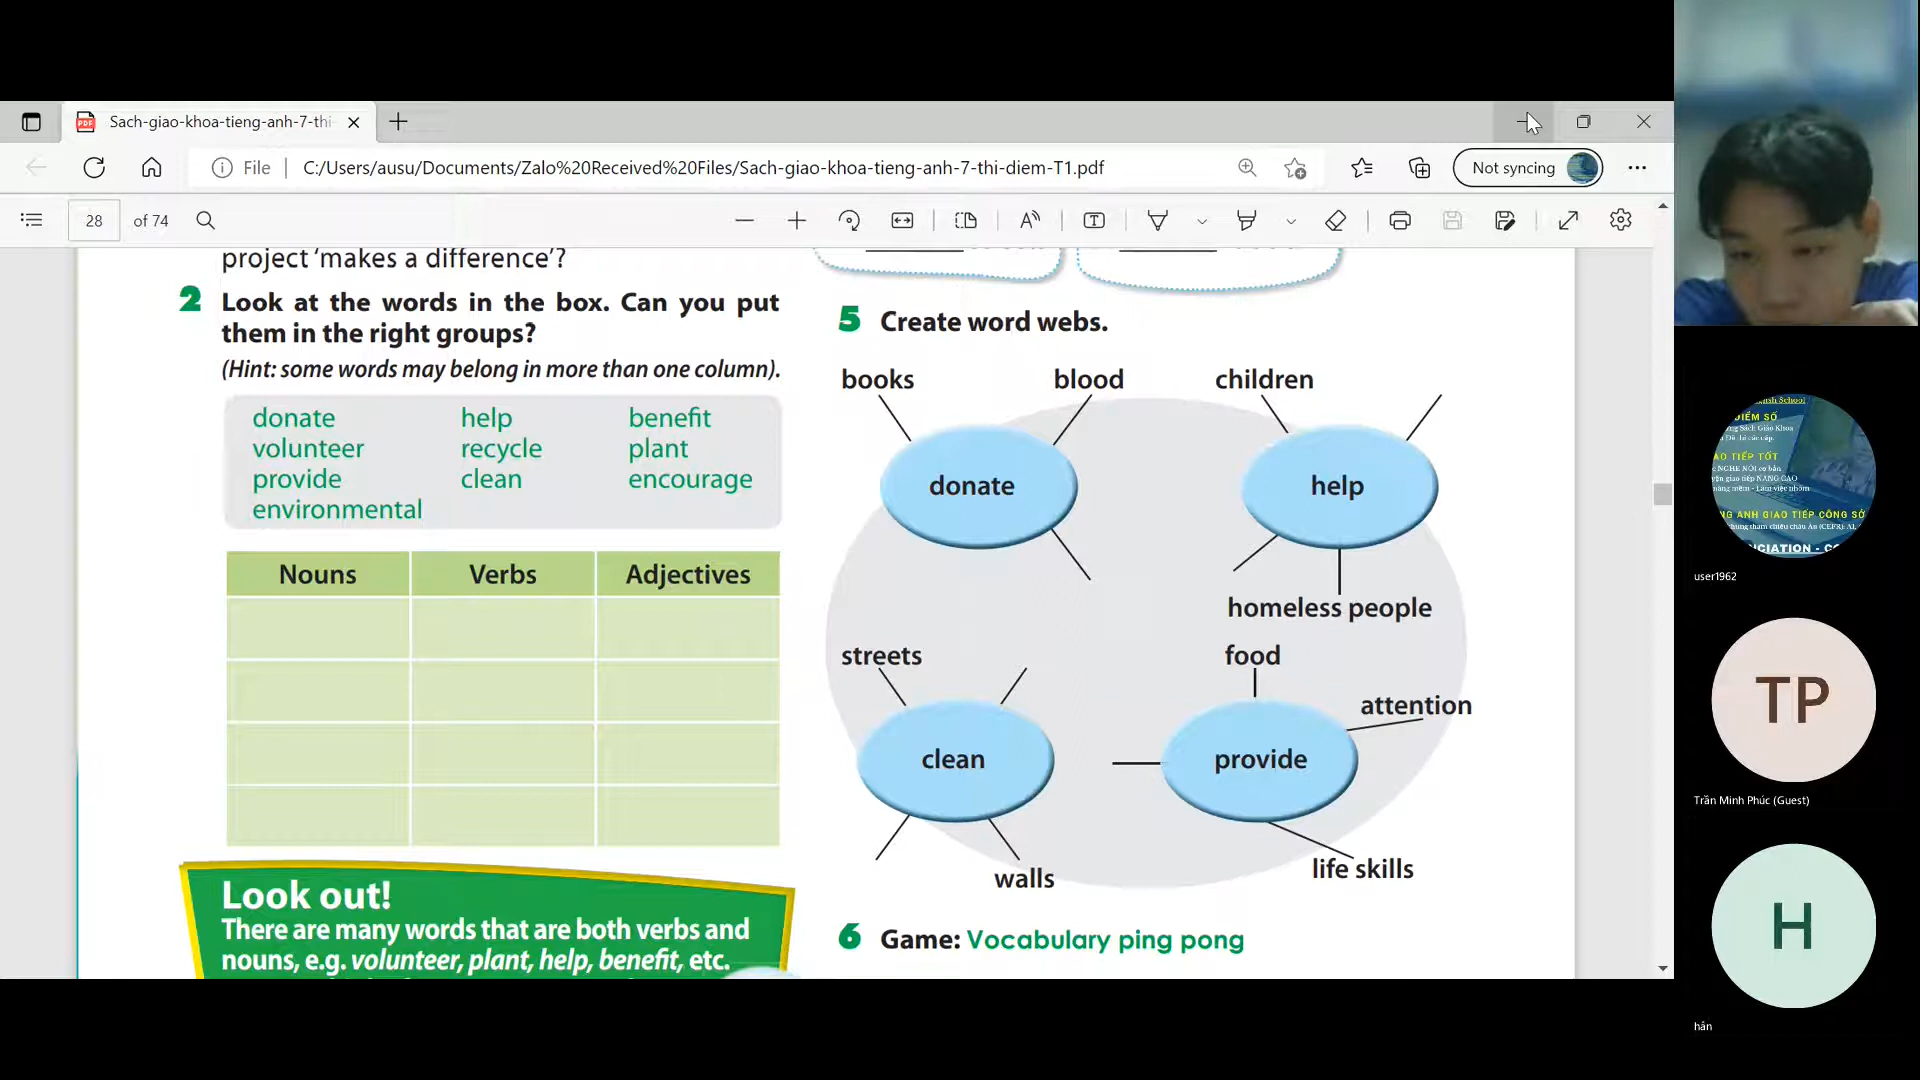 Sach-giao-khoa-tieng-anh-7-thi-
File
C:/Users/ausu/Documents/Zalo%20Received%20Files/Sach-giao-khoa-tieng-anh-7-thi-diem-T1.pdf
Not syncing
28 of 74
project 'makes a difference'?
2 Look at the words in the box. Can you put
them in the right groups?
(Hint: some words may belong in more than one column).
donate help benefit
volunteer recycle plant
provide clean encourage
environmental
Nouns Verbs Adjectives
Look out!
There are many words that are both verbs and
nouns, e.g. volunteer, plant, help, benefit, etc.
5 Create word webs.
books blood children
donate help
homeless people
streets food
attention
clean provide
life skills
walls
6 Game: Vocabulary ping pong
user1962
TP
Trần Minh Phúc (Guest)
H
hân